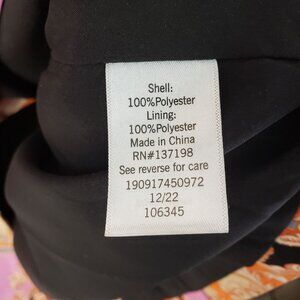 Shell:
100%Polyester
Lining:
100%Polyester
Made in China
RN#137198
See reverse for care
190917450972
12/22
106345